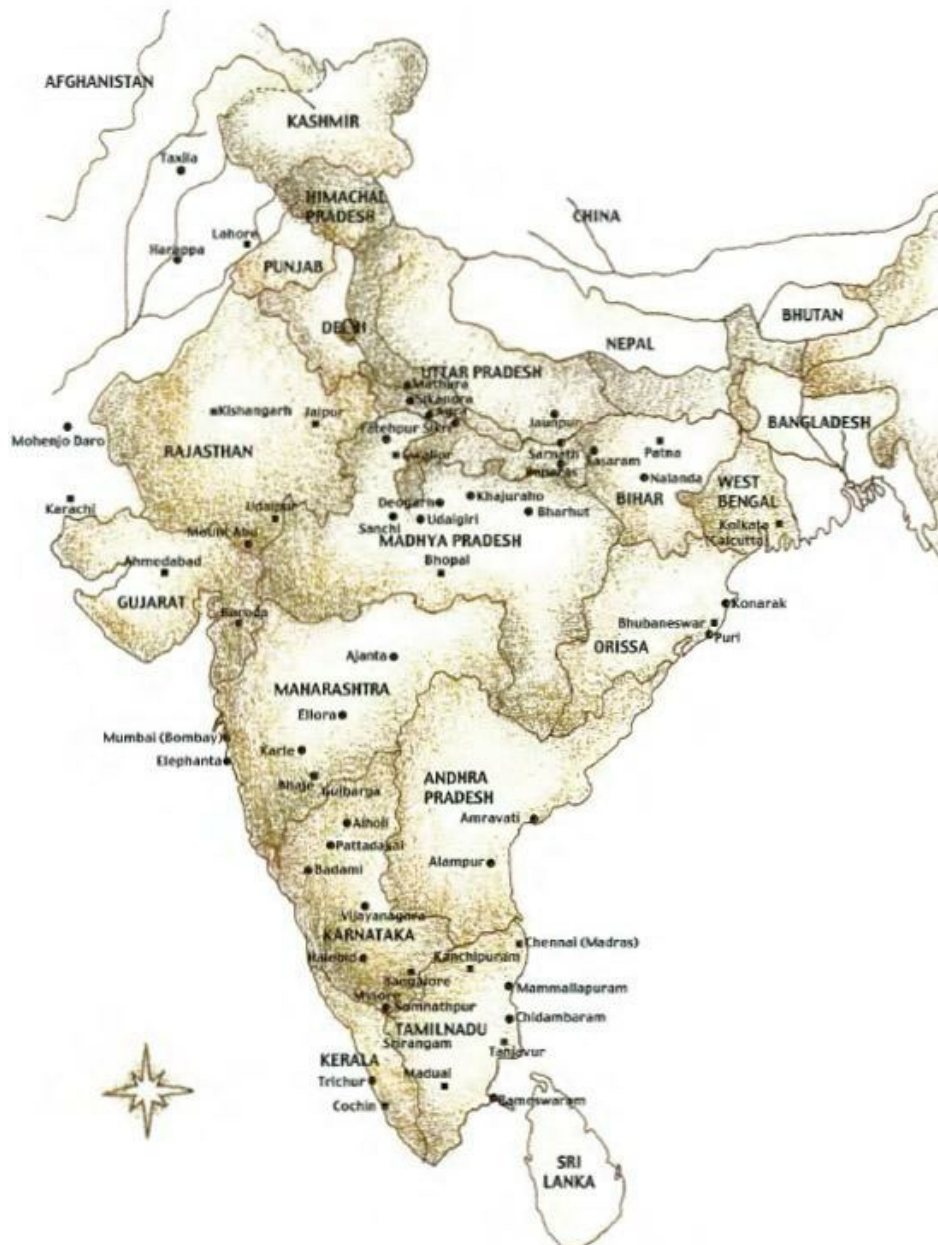 AFGHANISTAN
KASHMIR
Taxila
HIMACHAL
PRADESH
CHINA
Lahore
Harappa
PUNJAB
DELHI
NEPAL
BHUTAN
UTTAR PRADESH
Mathura
Sikandra
Agra
Kishangarh
Jaipur
Fatehpur Sikri
Jaunpur
BANGLADESH
Mohenjo Daro
RAJASTHAN
Gwalior
Sarnath
Sasaram
Patna
Nalanda
Karachi
Khajuraho
BIHAR
WEST
BENGAL
Udaipur
Deogarh
Sanchi
Udaigiri
Bharhut
Kolkata
(Calcutta)
Mount Abu
MADHYA PRADESH
Ahmedabad
Bhopal
GUJARAT
Baroda
Konarak
Bhubaneswar
Puri
ORISSA
Ajanta
MAHARASHTRA
Ellora
Mumbai (Bombay)
Karle
Elephanta
Bhaje
Gulbarga
ANDHRA
PRADESH
Aiholi
Amravati
Pattadakal
Badami
Alampur
Vijayanagara
KARNATAKA
Chennai (Madras)
Halebid
Kanchipuram
Bangalore
Mammallapuram
Somnathpur
Chidambaram
TAMILNADU
Srirangam
Tanjavur
KERALA
Trichur
Madual
Cochin
Rameswaram
SRI
LANKA